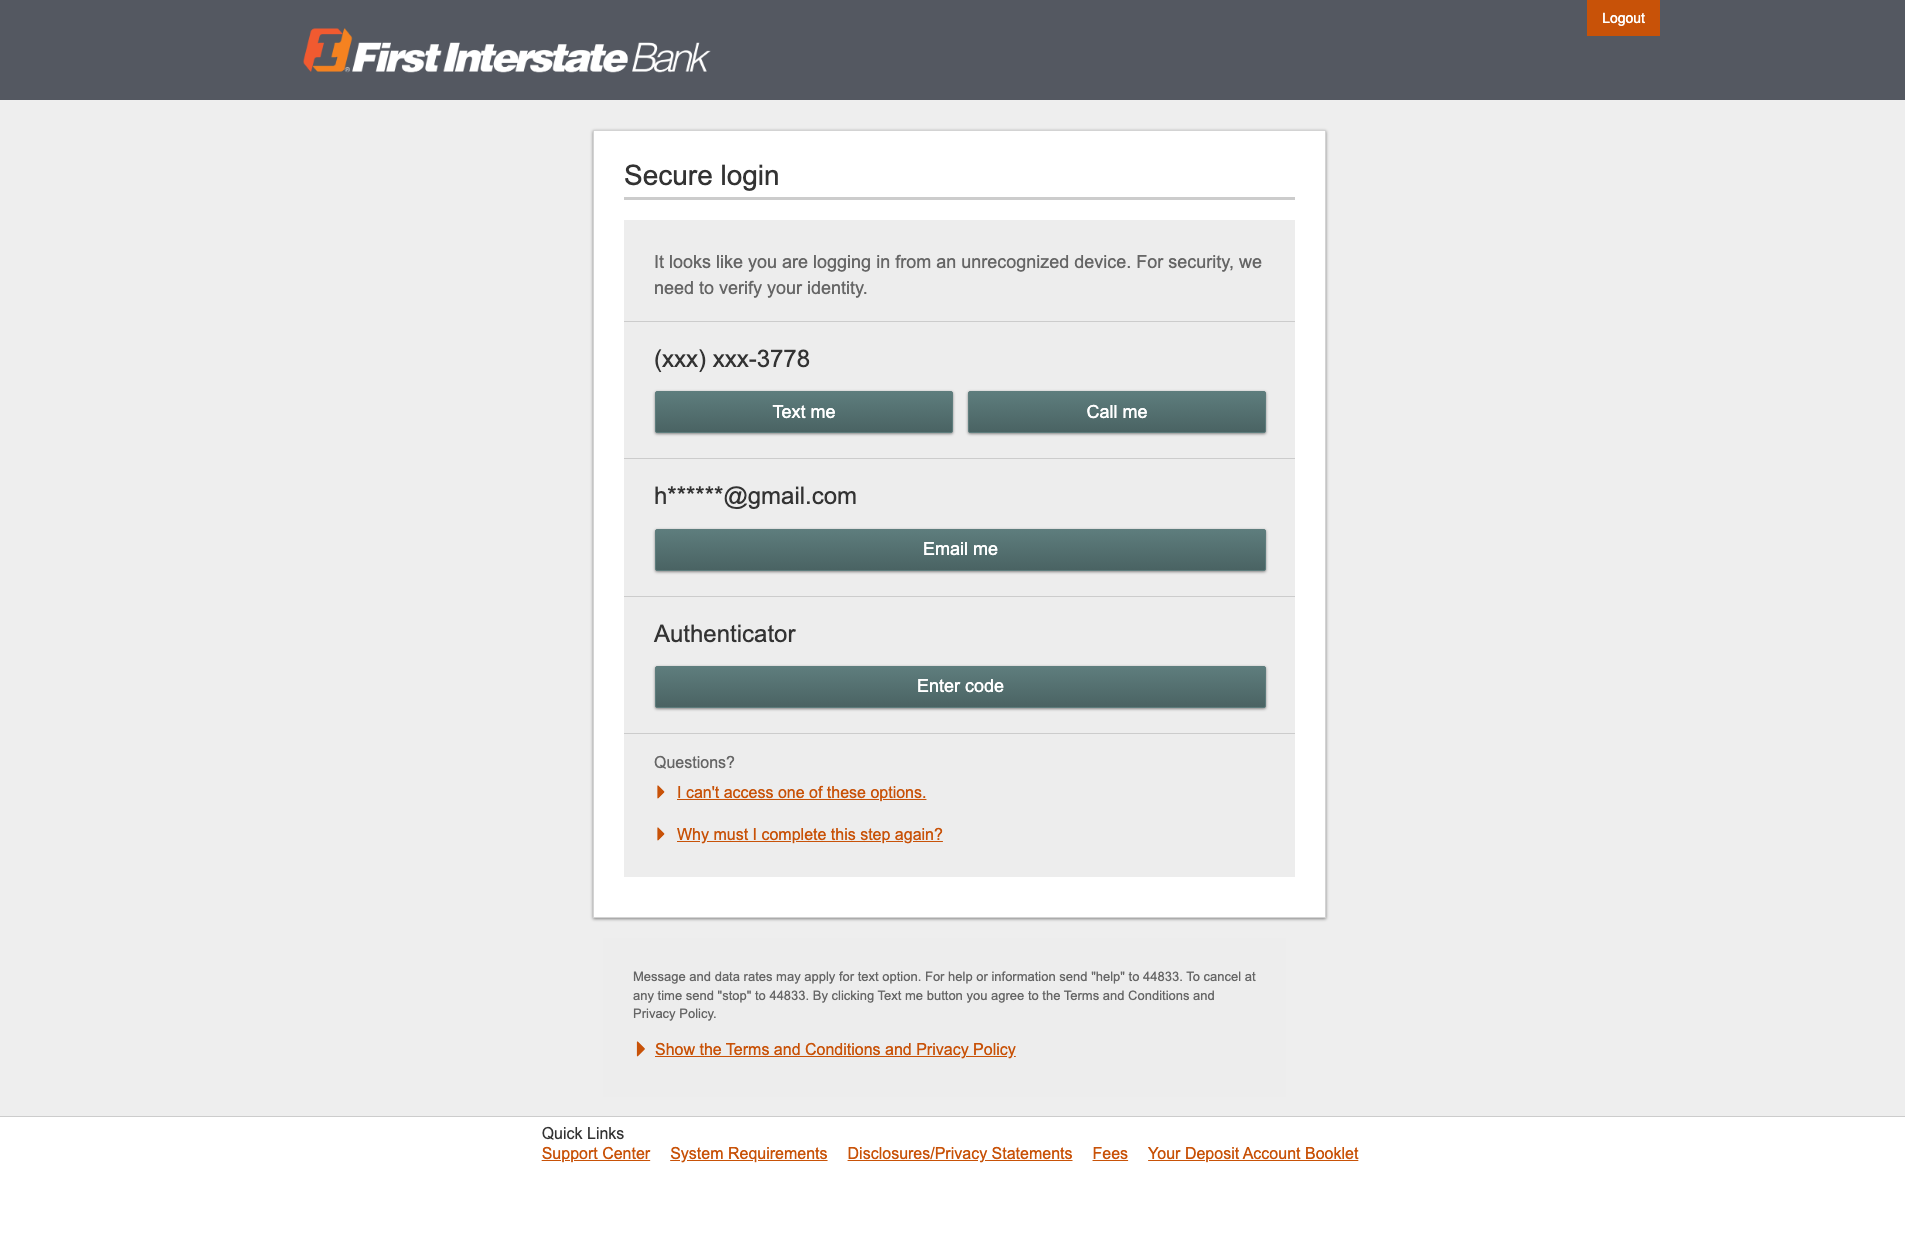 Logout
First Interstate Bank
Secure login
It looks like you are logging in from an unrecognized device. For security, we
need to verify your identity.
(xxx) xxx-3778
Text me
Call me
h******@gmail.com
Email me
Authenticator
Enter code
Questions?
I can't access one of these options.
Why must I complete this step again?
Message and data rates may apply for text option. For help or information send "help" to 44833. To cancel at
any time send "stop" to 44833. By clicking Text me button you agree to the Terms and Conditions and
Privacy Policy.
Show the Terms and Conditions and Privacy Policy
Quick Links
Support Center System Requirements Disclosures/Privacy Statements Fees Your Deposit Account Booklet